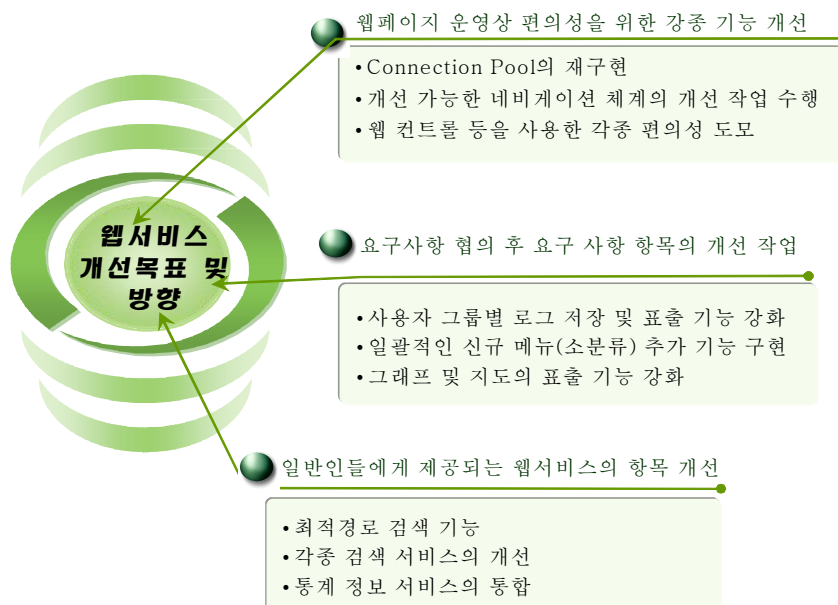 웹페이지 운영상 편의성을 위한 강종 기능 개선
•Connection Pool의 재구현
•개선 가능한 네비게이션 체계의 개선 작업 수행
•웹 컨트롤 등을 사용한 각종 편의성 도모
웹서비스
개선목표 및
방향
요구사항 협의 후 요구 사항 항목의 개선 작업
•사용자 그룹별 로그 저장 및 표출 기능 강화
•일괄적인 신규 메뉴(소분류) 추가 기능 구현
•그래프 및 지도의 표출 기능 강화
일반인들에게 제공되는 웹서비스의 항목 개선
•최적경로 검색 기능
•각종 검색 서비스의 개선
•통계 정보 서비스의 통합